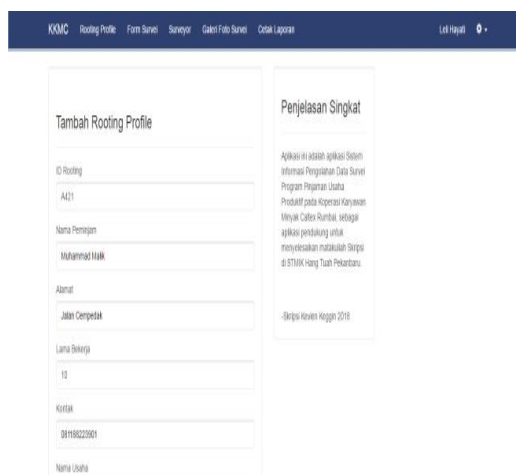 KKMC Rooting Profile Form Survei Surveyor Galeri Foto Survei Cetak Laporan Leli Hayati
Tambah Rooting Profile
ID Rooting
A421
Nama Peminjam
Muhammad Malik
Alamat
Jalan Cempedak
Lama Bekerja
10
Kontak
081168223901
Nama Usaha
Penjelasan Singkat
Aplikasi ini adalah aplikasi Sistem
Informasi Pengolahan Data Survei
Program Pinjaman Usaha
Produktif pada Koperasi Karyawan
Minyak Caltex Rumbai, sebagai
aplikasi pendukung untuk
menyelesaikan matakuliah Skripsi
di STMIK Hang Tuah Pekanbaru.
-Skripsi Kevien Keggin 2018